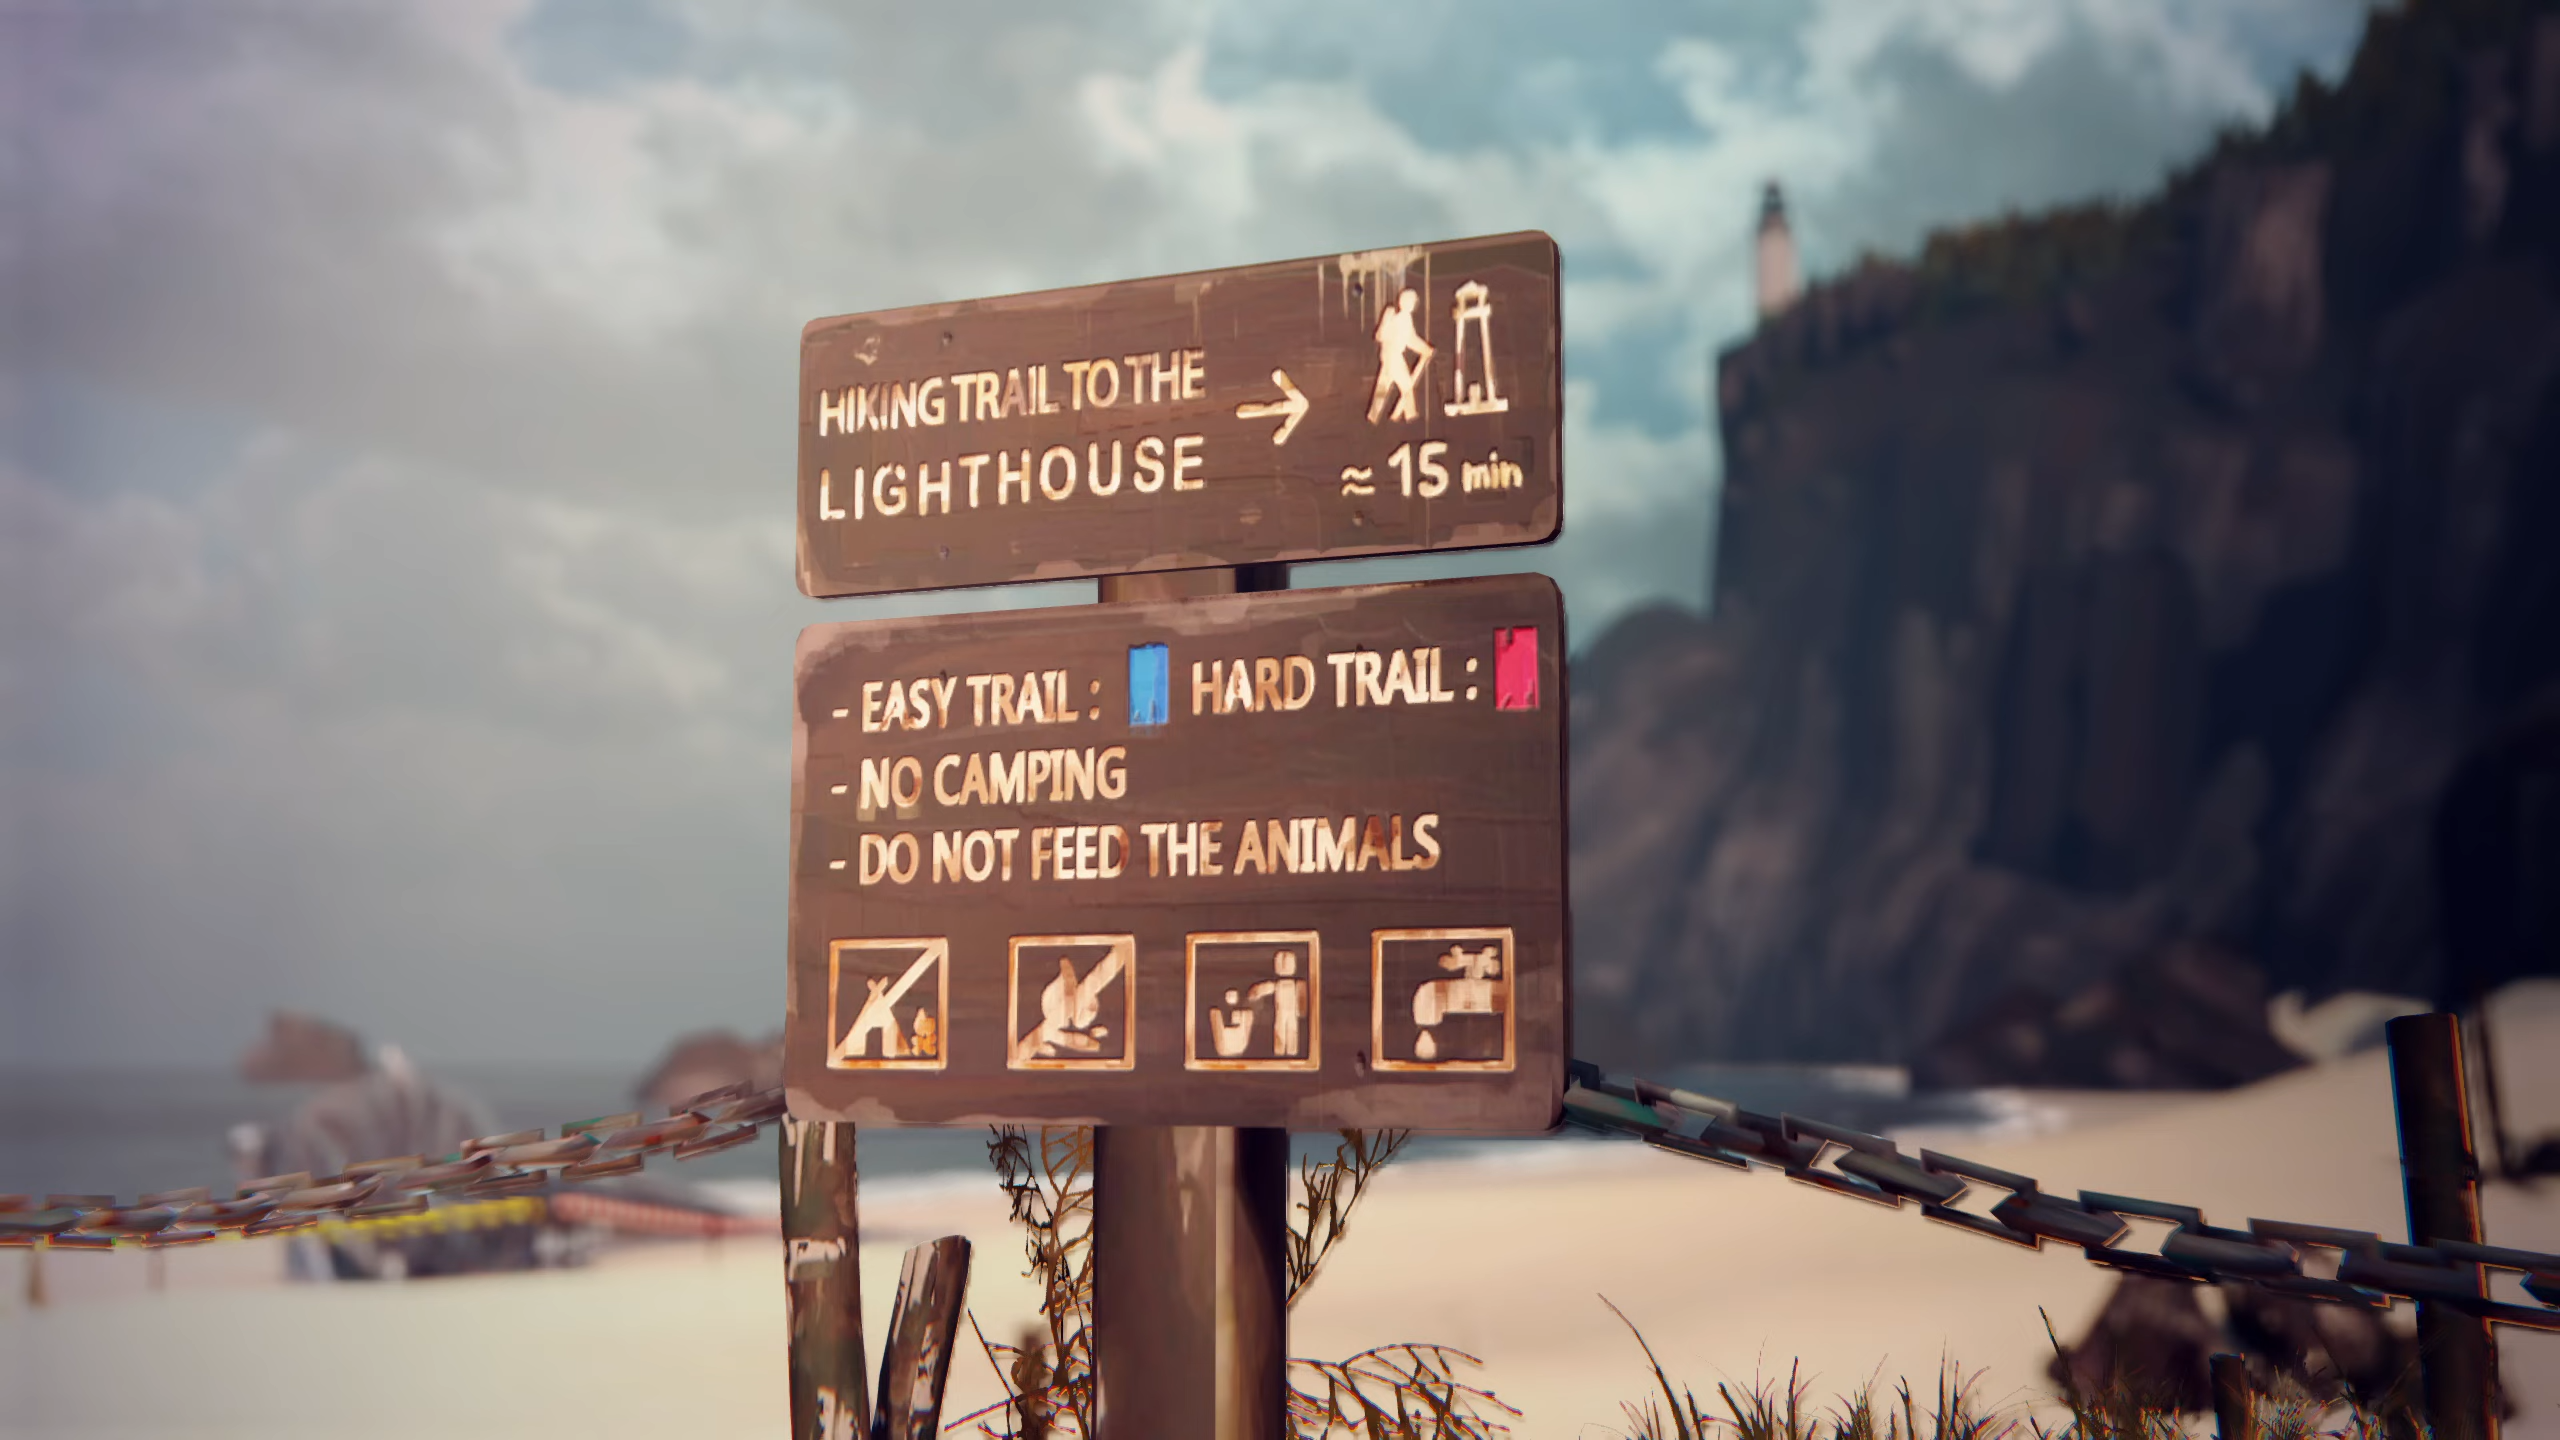 HIKING TRAIL TO THE
LIGHTHOUSE →
≈ 15 min
- EASY TRAIL : HARD TRAIL :
- NO CAMPING
- DO NOT FEED THE ANIMALS